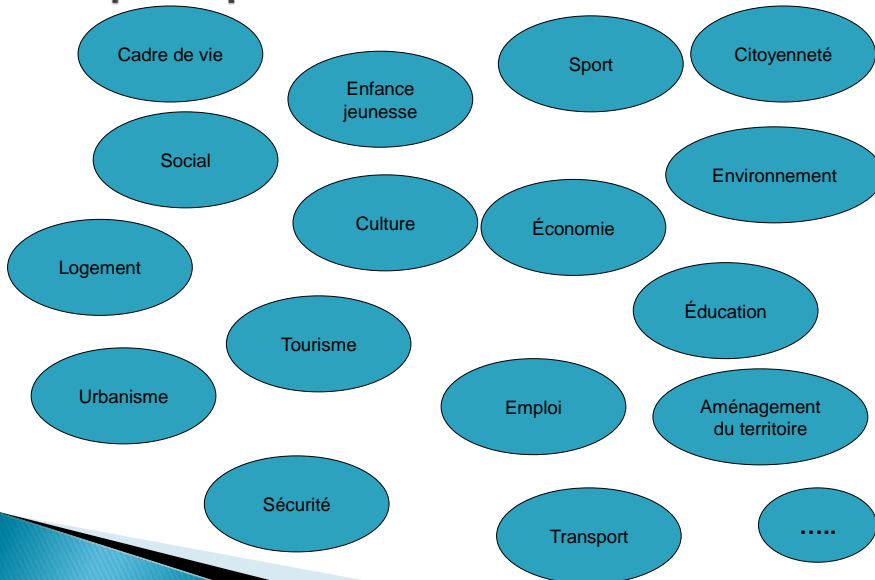 Cadre de vie
Sport
Citoyenneté
Enfance
jeunesse
Social
Environnement
Culture
Économie
Logement
Éducation
Tourisme
Urbanisme
Emploi
Aménagement
du territoire
Sécurité
Transport
…..